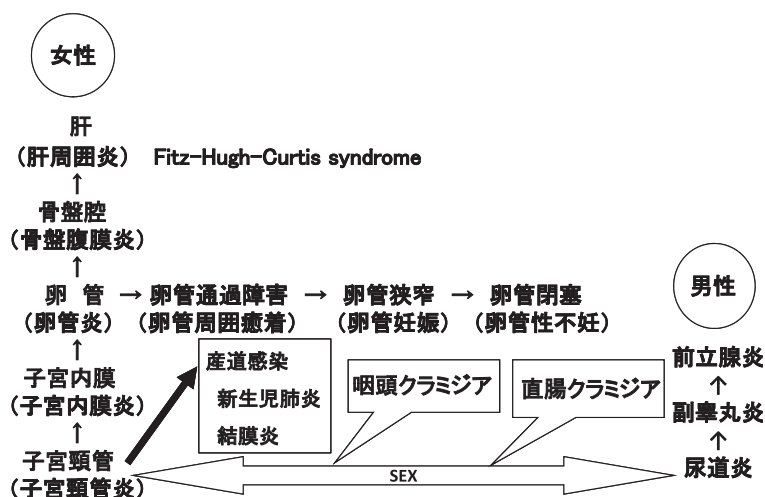 女性
肝
(肝周囲炎) Fitz-Hugh-Curtis syndrome
↑
骨盤腔
(骨盤腹膜炎)
↑
卵 管 → 卵管通過障害 → 卵管狭窄 → 卵管閉塞
(卵管炎) (卵管周囲癒着) (卵管妊娠) (卵管性不妊)
↑
子宮内膜
(子宮内膜炎)
↑
子宮頸管
(子宮頸管炎)
産道感染
新生児肺炎
結膜炎
咽頭クラミジア
直腸クラミジア
SEX
男性
前立腺炎
↑
副睾丸炎
↑
尿道炎